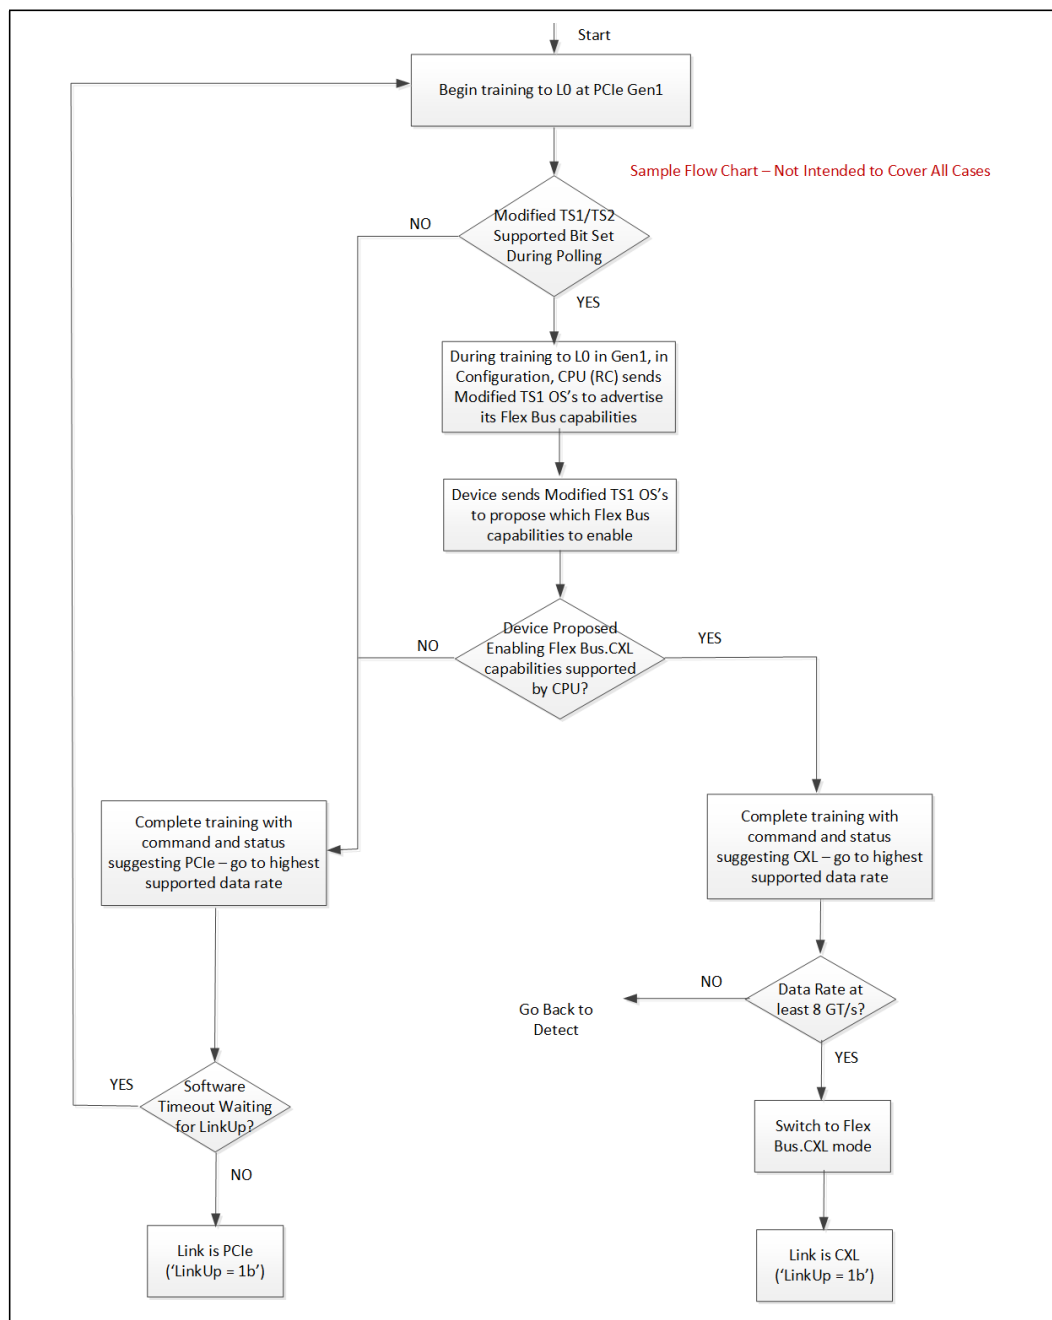 Start
Begin training to L0 at PCIe Gen1
Sample Flow Chart – Not Intended to Cover All Cases
Modified TS1/TS2
Supported Bit Set
During Polling
NO
YES
During training to L0 in Gen1, in
Configuration, CPU (RC) sends
Modified TS1 OS's to advertise
its Flex Bus capabilities
Device sends Modified TS1 OS's
to propose which Flex Bus
capabilities to enable
Device Proposed
Enabling Flex Bus.CXL
capabilities supported
by CPU?
NO
YES
Complete training with
command and status
suggesting PCIe – go to highest
supported data rate
Complete training with
command and status
suggesting CXL – go to highest
supported data rate
Data Rate at
least 8 GT/s?
NO
Go Back to
Detect
YES
Software
Timeout Waiting
for LinkUp?
YES
NO
Switch to Flex
Bus.CXL mode
Link is PCIe
('LinkUp = 1b')
Link is CXL
('LinkUp = 1b')